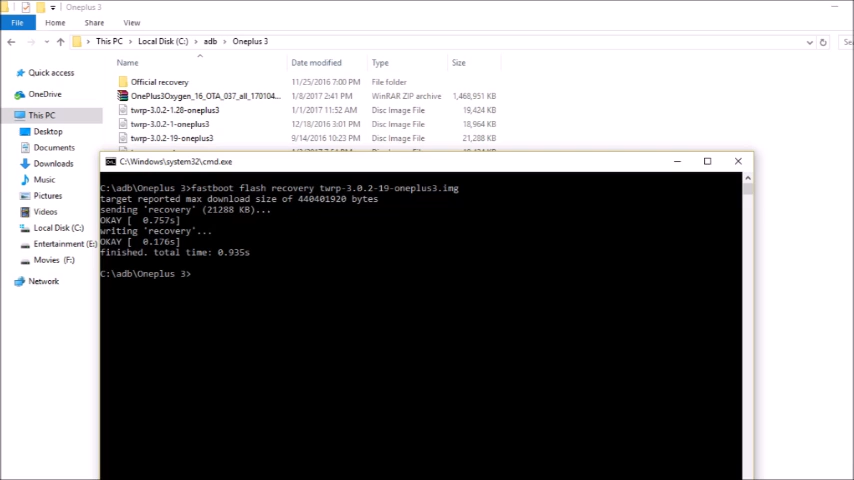 Oneplus 3
File Home Share View
This PC > Local Disk (C:) > adb > Oneplus 3
Name Date modified Type Size
Quick access
OneDrive
This PC
Desktop
Documents
Downloads
Music
Pictures
Videos
Local Disk (C:)
Entertainment (E:)
Movies (F:)
Network
Official recovery 11/25/2016 7:00 PM File folder
OnePlus3Oxygen_16_OTA_037_all_170104... 1/8/2017 2:41 PM WinRAR ZIP archive 1,468,951 KB
twrp-3.0.2-1.28-oneplus3 1/1/2017 11:52 AM Disc Image File 19,424 KB
twrp-3.0.2-1-oneplus3 12/18/2016 3:01 PM Disc Image File 18,964 KB
twrp-3.0.2-19-oneplus3 9/14/2016 10:23 PM Disc Image File 21,288 KB
C:\Windows\system32\cmd.exe
C:\adb\Oneplus 3>fastboot flash recovery twrp-3.0.2-19-oneplus3.img
target reported max download size of 440401920 bytes
sending 'recovery' (21288 KB)...
OKAY [ 0.757s]
writing 'recovery'...
OKAY [ 0.176s]
finished. total time: 0.935s
C:\adb\Oneplus 3>